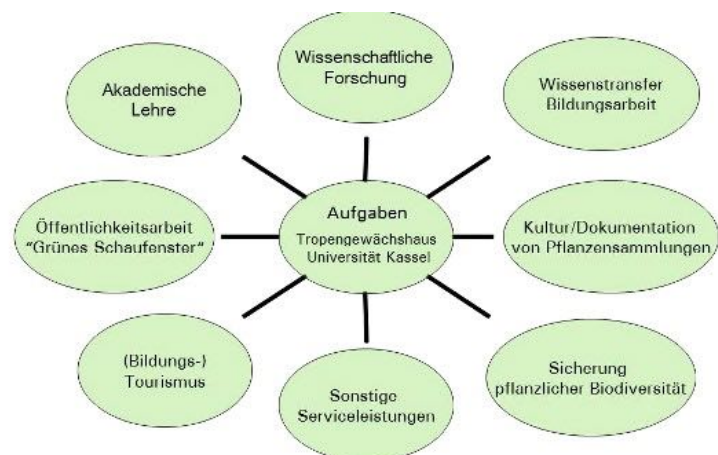 Wissenschaftliche
Forschung
Akademische
Lehre
Wissenstransfer
Bildungsarbeit
Öffentlichkeitsarbeit
"Grünes Schaufenster"
Aufgaben
Tropengewächshaus
Universität Kassel
Kultur/Dokumentation
von Pflanzensammlungen
(Bildungs-)
Tourismus
Sonstige
Serviceleistungen
Sicherung
pflanzlicher Biodiversität